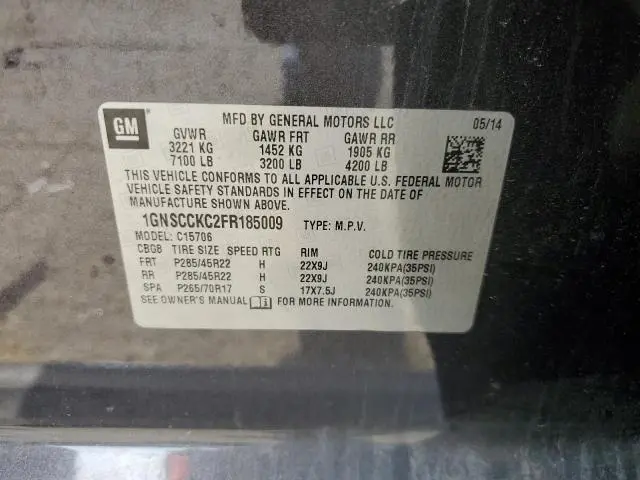 GM
MFD BY GENERAL MOTORS LLC 05/14
GVWR GAWR FRT GAWR RR
3221 KG 1452 KG 1905 KG
7100 LB 3200 LB 4200 LB
THIS VEHICLE CONFORMS TO ALL APPLICABLE U.S. FEDERAL MOTOR
VEHICLE SAFETY STANDARDS IN EFFECT ON THE DATE OF
MANUFACTURE SHOWN ABOVE.
1GNSCCKC2FR185009 TYPE: M.P.V.
MODEL: C15706
CBG8 TIRE SIZE SPEED RTG RIM COLD TIRE PRESSURE
FRT P285/45R22 H 22X9J 240KPA(35PSI)
RR P285/45R22 H 22X9J 240KPA(35PSI)
SPA P265/70R17 S 17X7.5J 240KPA(35PSI)
SEE OWNER'S MANUAL FOR MORE INFORMATION.